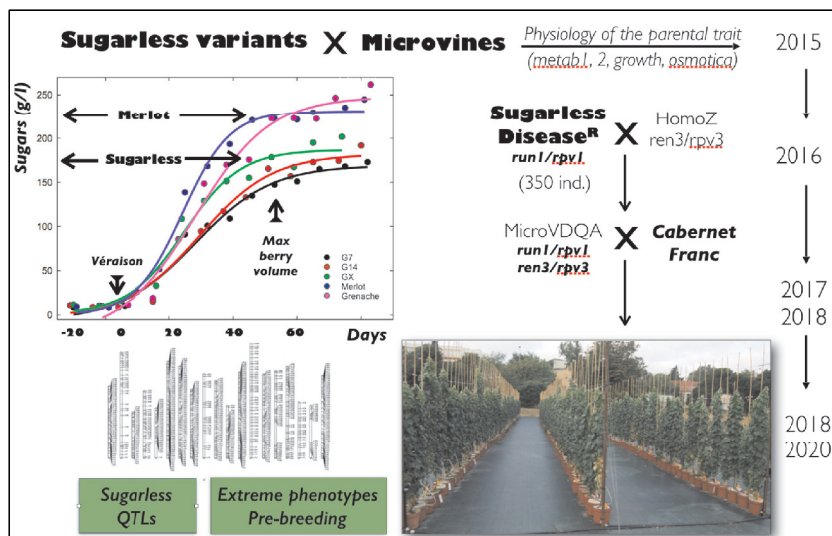 Sugarless variants X Microvines
Physiology of the parental trait
(metab1, 2, growth, osmotica)
2015
Sugars (g/l)
250
200
150
100
50
0
Merlot
Sugarless
Véraison
Max
berry
volume
G7
G14
GX
Merlot
Grenache
-20
0
20
40
60
Days
Sugarless
Disease^R
run1/rpv1
(350 ind.)
X
HomoZ
ren3/rpv3
2016
MicroVDQA
run1/rpv1
ren3/rpv3
X
Cabernet
Franc
2017
2018
2018
2020
Sugarless
QTLs
Extreme phenotypes
Pre-breeding